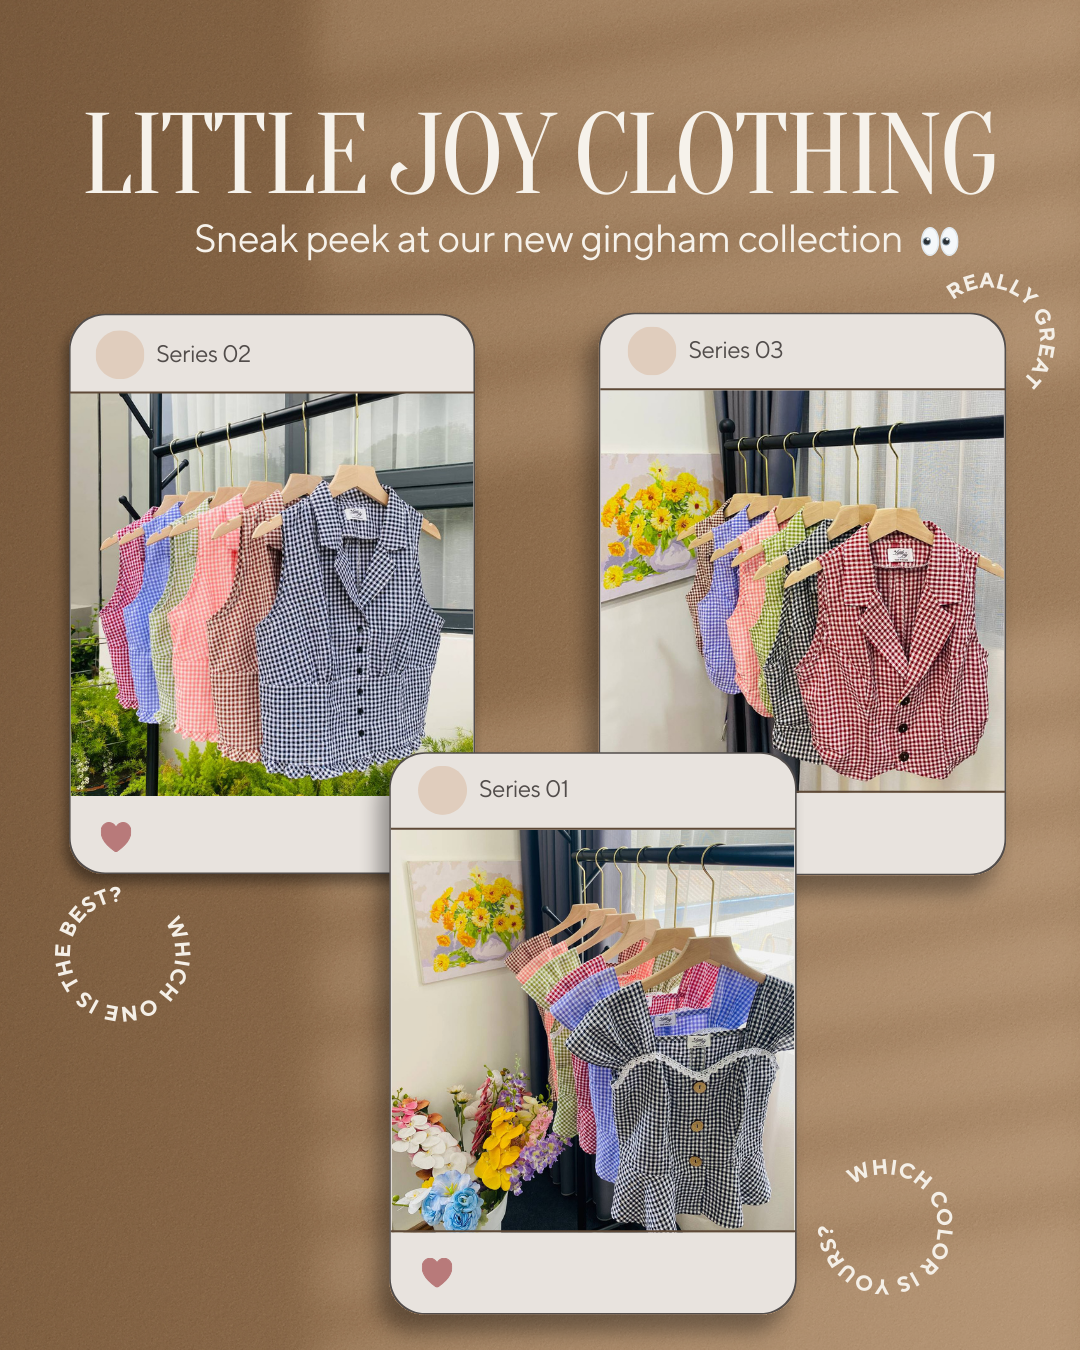 LITTLE JOY CLOTHING
Sneak peek at our new gingham collection 👀
REALLY GREAT
Series 02
Series 03
Series 01
WHICH ONE IS THE BEST?
WHICH COLOR IS YOURS?